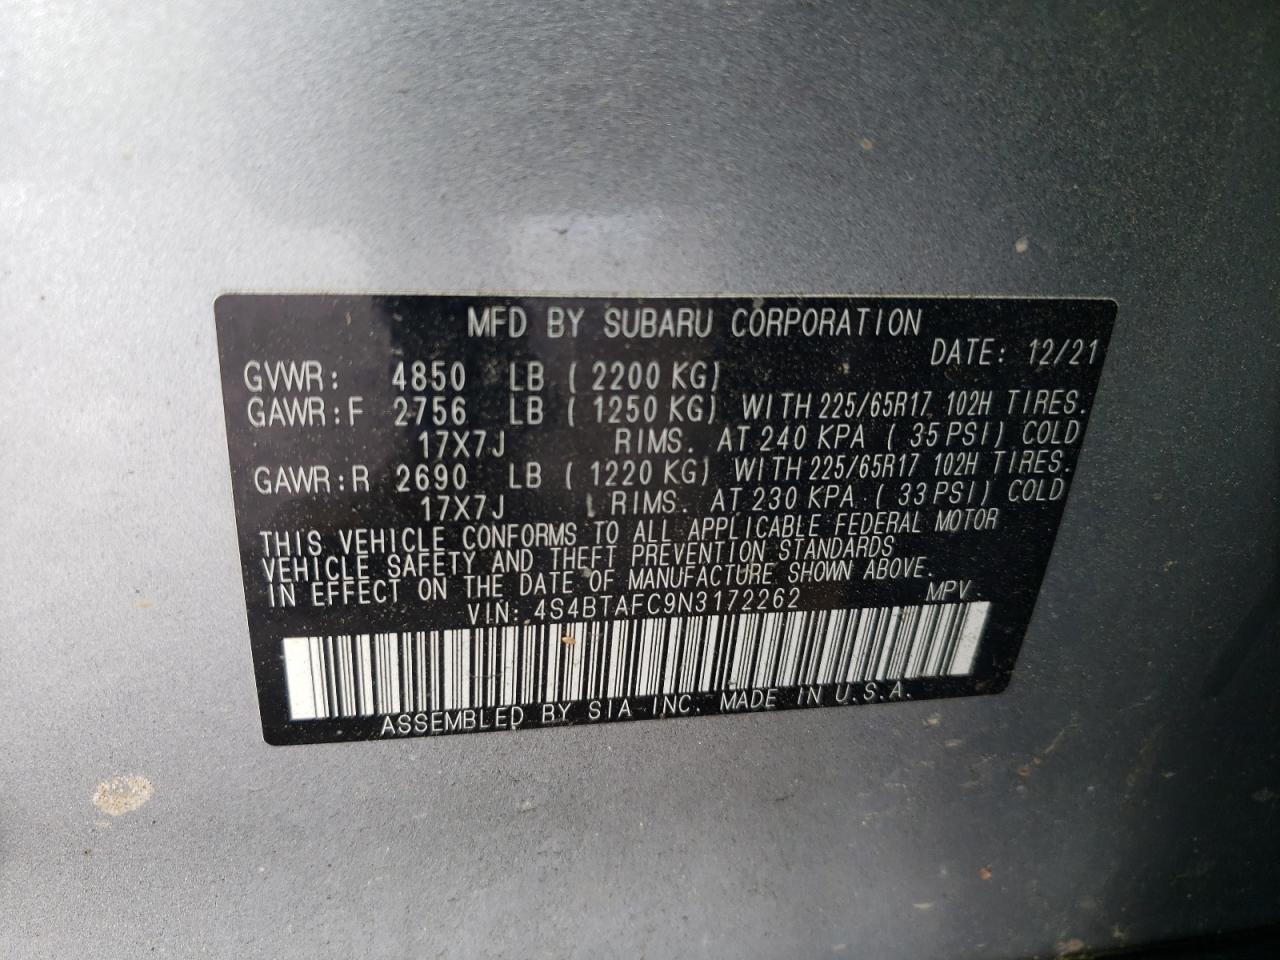 MFD BY SUBARU CORPORATION
DATE: 12/21
GVWR: 4850 LB ( 2200 KG)
GAWR:F 2756 LB ( 1250 KG) WITH 225/65R17 102H TIRES.
17X7J RIMS. AT 240 KPA ( 35 PSI) COLD
GAWR:R 2690 LB ( 1220 KG) WITH 225/65R17 102H TIRES.
17X7J RIMS. AT 230 KPA ( 33 PSI) COLD
THIS VEHICLE CONFORMS TO ALL APPLICABLE FEDERAL MOTOR
VEHICLE SAFETY AND THEFT PREVENTION STANDARDS
IN EFFECT ON THE DATE OF MANUFACTURE SHOWN ABOVE.
VIN: 4S4BTAFC9N3172262 MPV
ASSEMBLED BY SIA INC. MADE IN U.S.A.